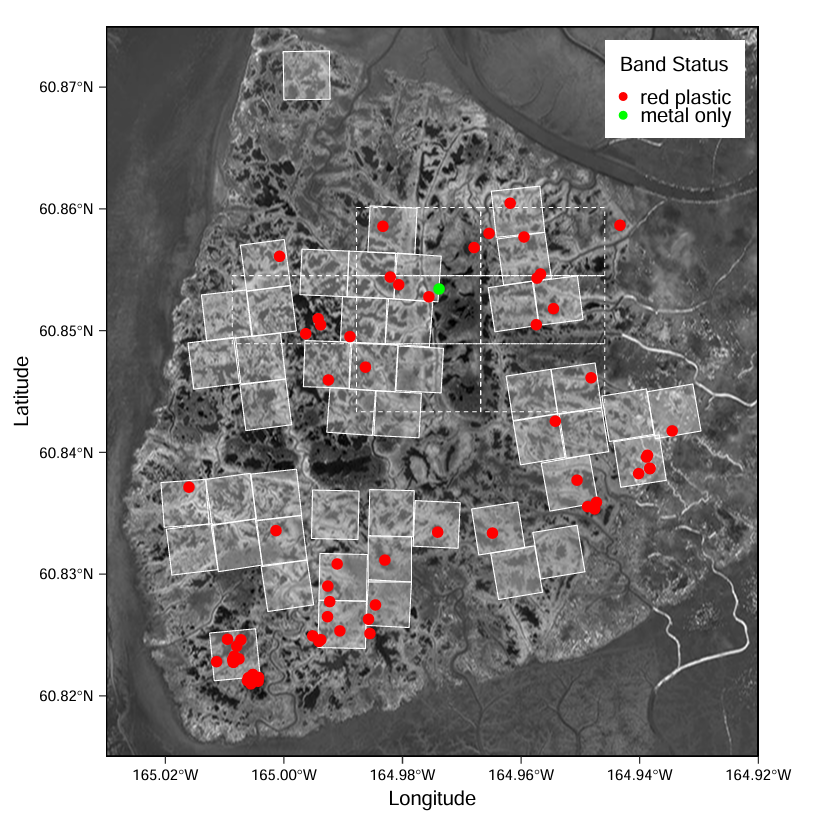 Band Status
red plastic
metal only
60.87°N
60.86°N
60.85°N
60.84°N
60.83°N
60.82°N
Latitude
165.02°W 165.00°W 164.98°W 164.96°W 164.94°W 164.92°W
Longitude